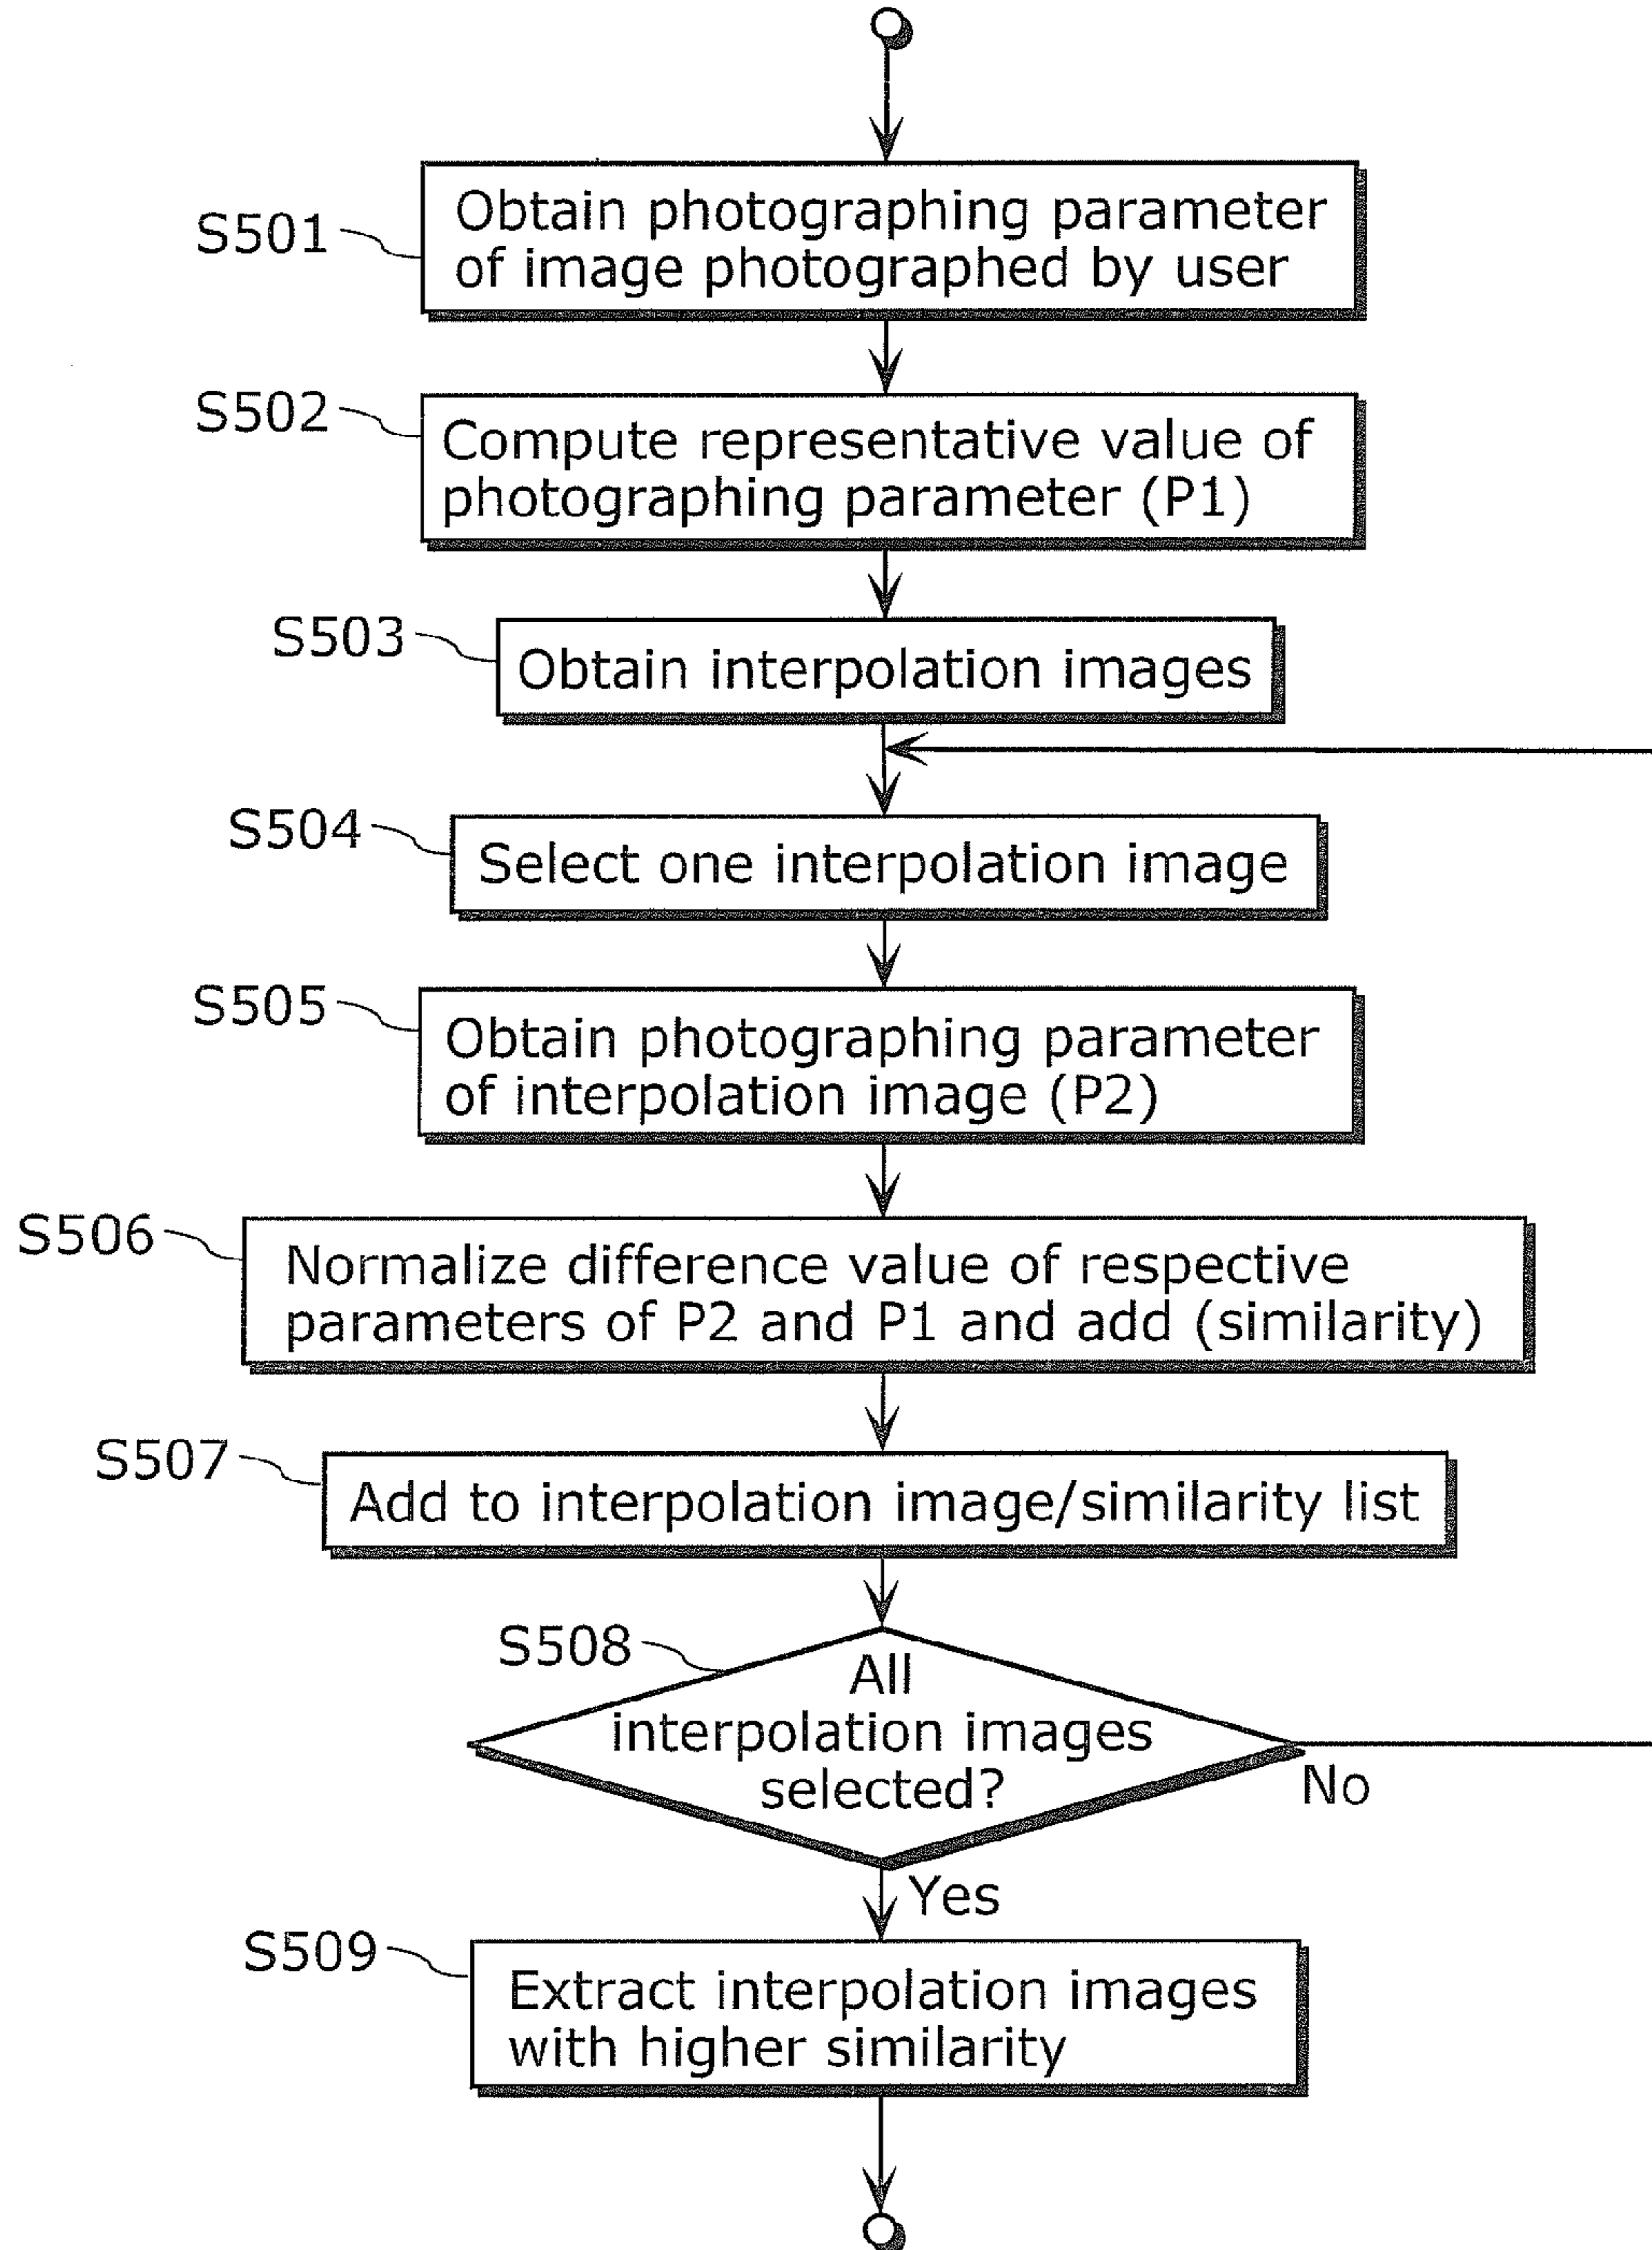 S501
Obtain photographing parameter
of image photographed by user
S502
Compute representative value of
photographing parameter (P1)
S503
Obtain interpolation images
S504
Select one interpolation image
S505
Obtain photographing parameter
of interpolation image (P2)
S506
Normalize difference value of respective
parameters of P2 and P1 and add (similarity)
S507
Add to interpolation image/similarity list
S508
All
interpolation images
selected?
No
Yes
S509
Extract interpolation images
with higher similarity